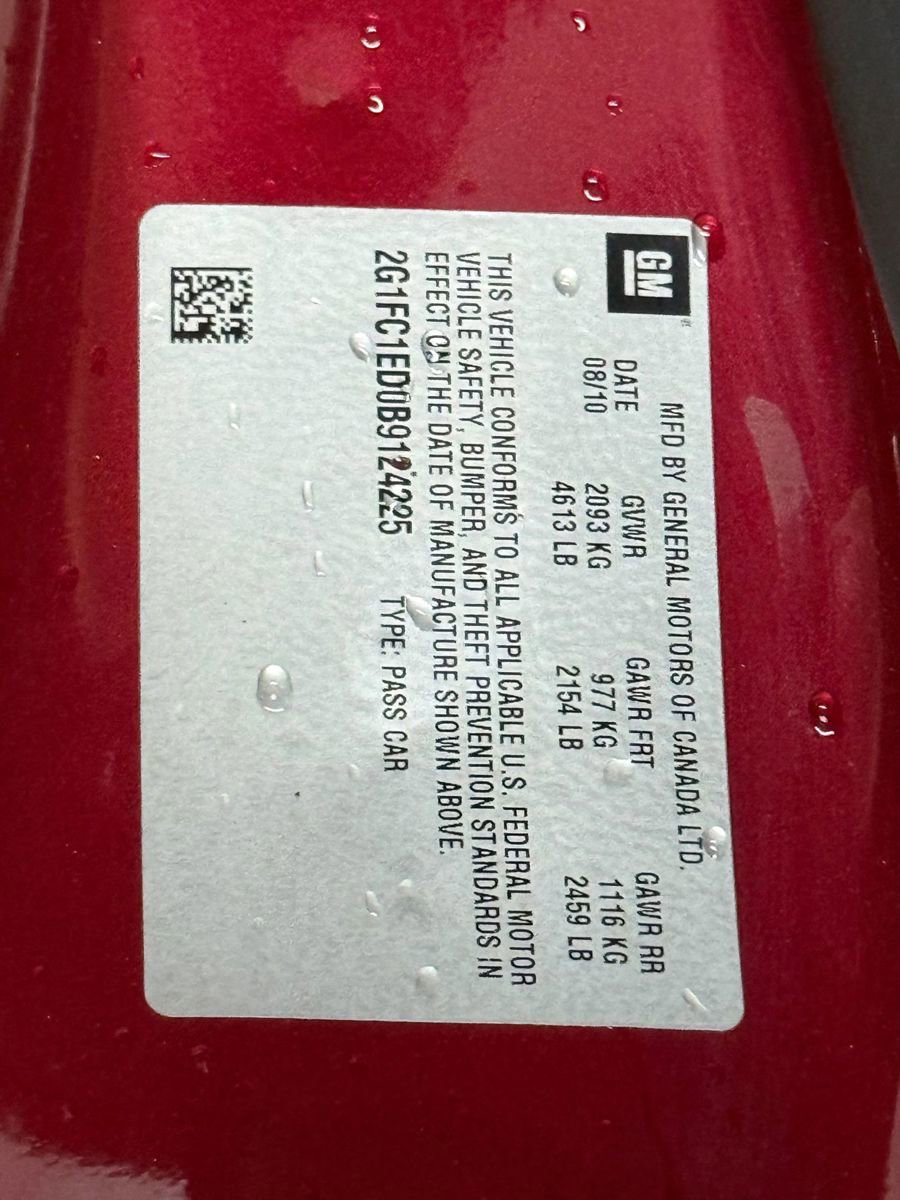 GM
MFD BY GENERAL MOTORS OF CANADA LTD.
DATE GVWR GAWR FRT GAWR RR
08/10 2093 KG 977 KG 1116 KG
4613 LB 2154 LB 2459 LB
THIS VEHICLE CONFORMS TO ALL APPLICABLE U.S. FEDERAL MOTOR
VEHICLE SAFETY, BUMPER, AND THEFT PREVENTION STANDARDS IN
EFFECT ON THE DATE OF MANUFACTURE SHOWN ABOVE.
2G1FC1ED0B9124225 TYPE: PASS CAR